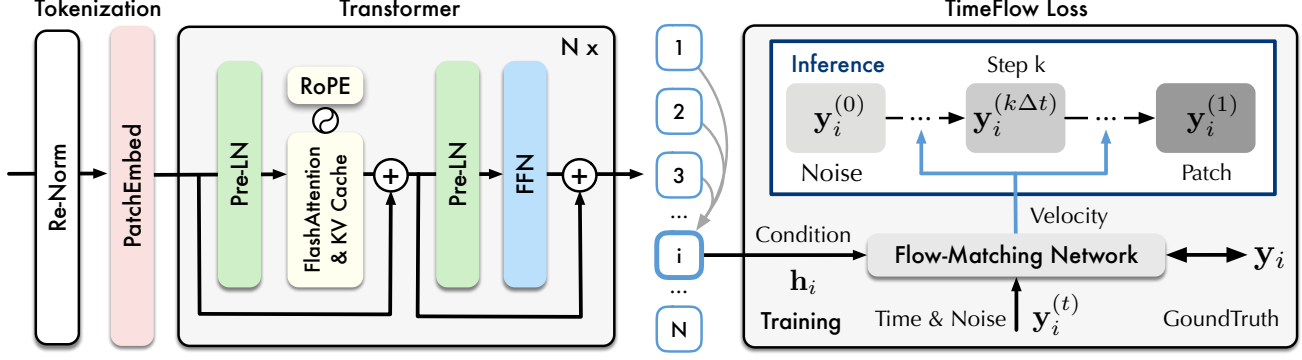 Tokenization
Re-Norm
PatchEmbed
Transformer
N x
Pre-LN
RoPE
FlashAttention
& KV Cache
Pre-LN
FFN
1
2
3
...
i
...
N
TimeFlow Loss
Inference
Step k
y_i^{(0)}
...
y_i^{(kΔt)}
...
y_i^{(1)}
Noise
Patch
Velocity
Condition
h_i
Flow-Matching Network
y_i
Training
Time & Noise
y_i^{(t)}
GoundTruth